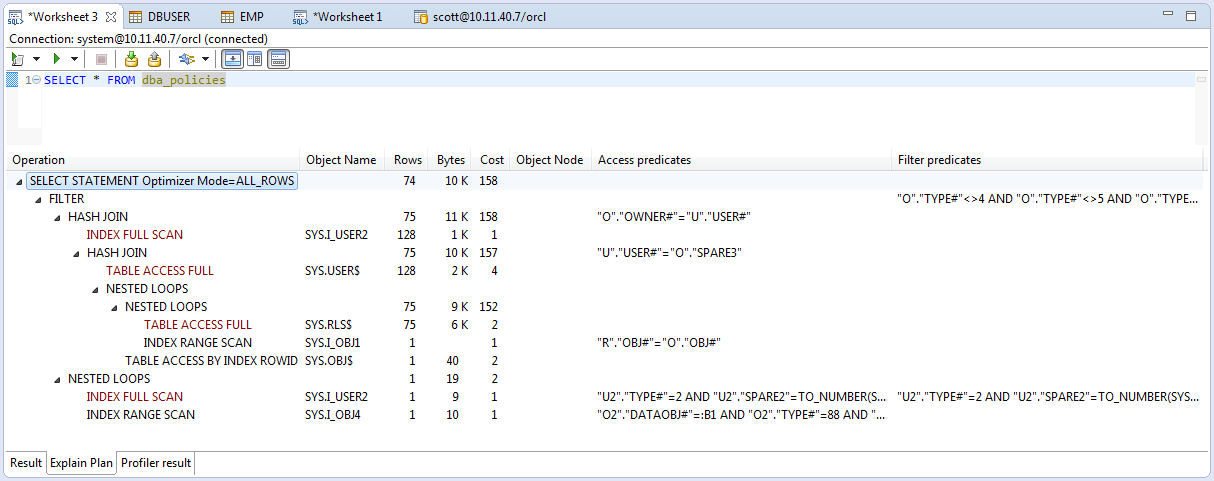 *Worksheet 3 DBUSER EMP *Worksheet 1 scott@10.11.40.7/orcl
Connection: system@10.11.40.7/orcl (connected)
1 SELECT * FROM dba_policies
Operation Object Name Rows Bytes Cost Object Node Access predicates Filter predicates
SELECT STATEMENT Optimizer Mode=ALL_ROWS 74 10 K 158
FILTER "O"."TYPE#"<>4 AND "O"."TYPE#"<>5 AND "O"."TYPE...
HASH JOIN 75 11 K 158 "O"."OWNER#"="U"."USER#"
INDEX FULL SCAN SYS.I_USER2 128 1 K 1
HASH JOIN 75 10 K 157 "U"."USER#"="O"."SPARE3"
TABLE ACCESS FULL SYS.USER$ 128 2 K 4
NESTED LOOPS
NESTED LOOPS 75 9 K 152
TABLE ACCESS FULL SYS.RLS$ 75 6 K 2
INDEX RANGE SCAN SYS.I_OBJ1 1 1 "R"."OBJ#"="O"."OBJ#"
TABLE ACCESS BY INDEX ROWID SYS.OBJ$ 1 40 2
NESTED LOOPS 1 19 2
INDEX FULL SCAN SYS.I_USER2 1 9 1 "U2"."TYPE#"=2 AND "U2"."SPARE2"=TO_NUMBER(S... "U2"."TYPE#"=2 AND "U2"."SPARE2"=TO_NUMBER(SYS...
INDEX RANGE SCAN SYS.I_OBJ4 1 10 1 "O2"."DATAOBJ#"=:B1 AND "O2"."TYPE#"=88 AND "...
Result Explain Plan Profiler result